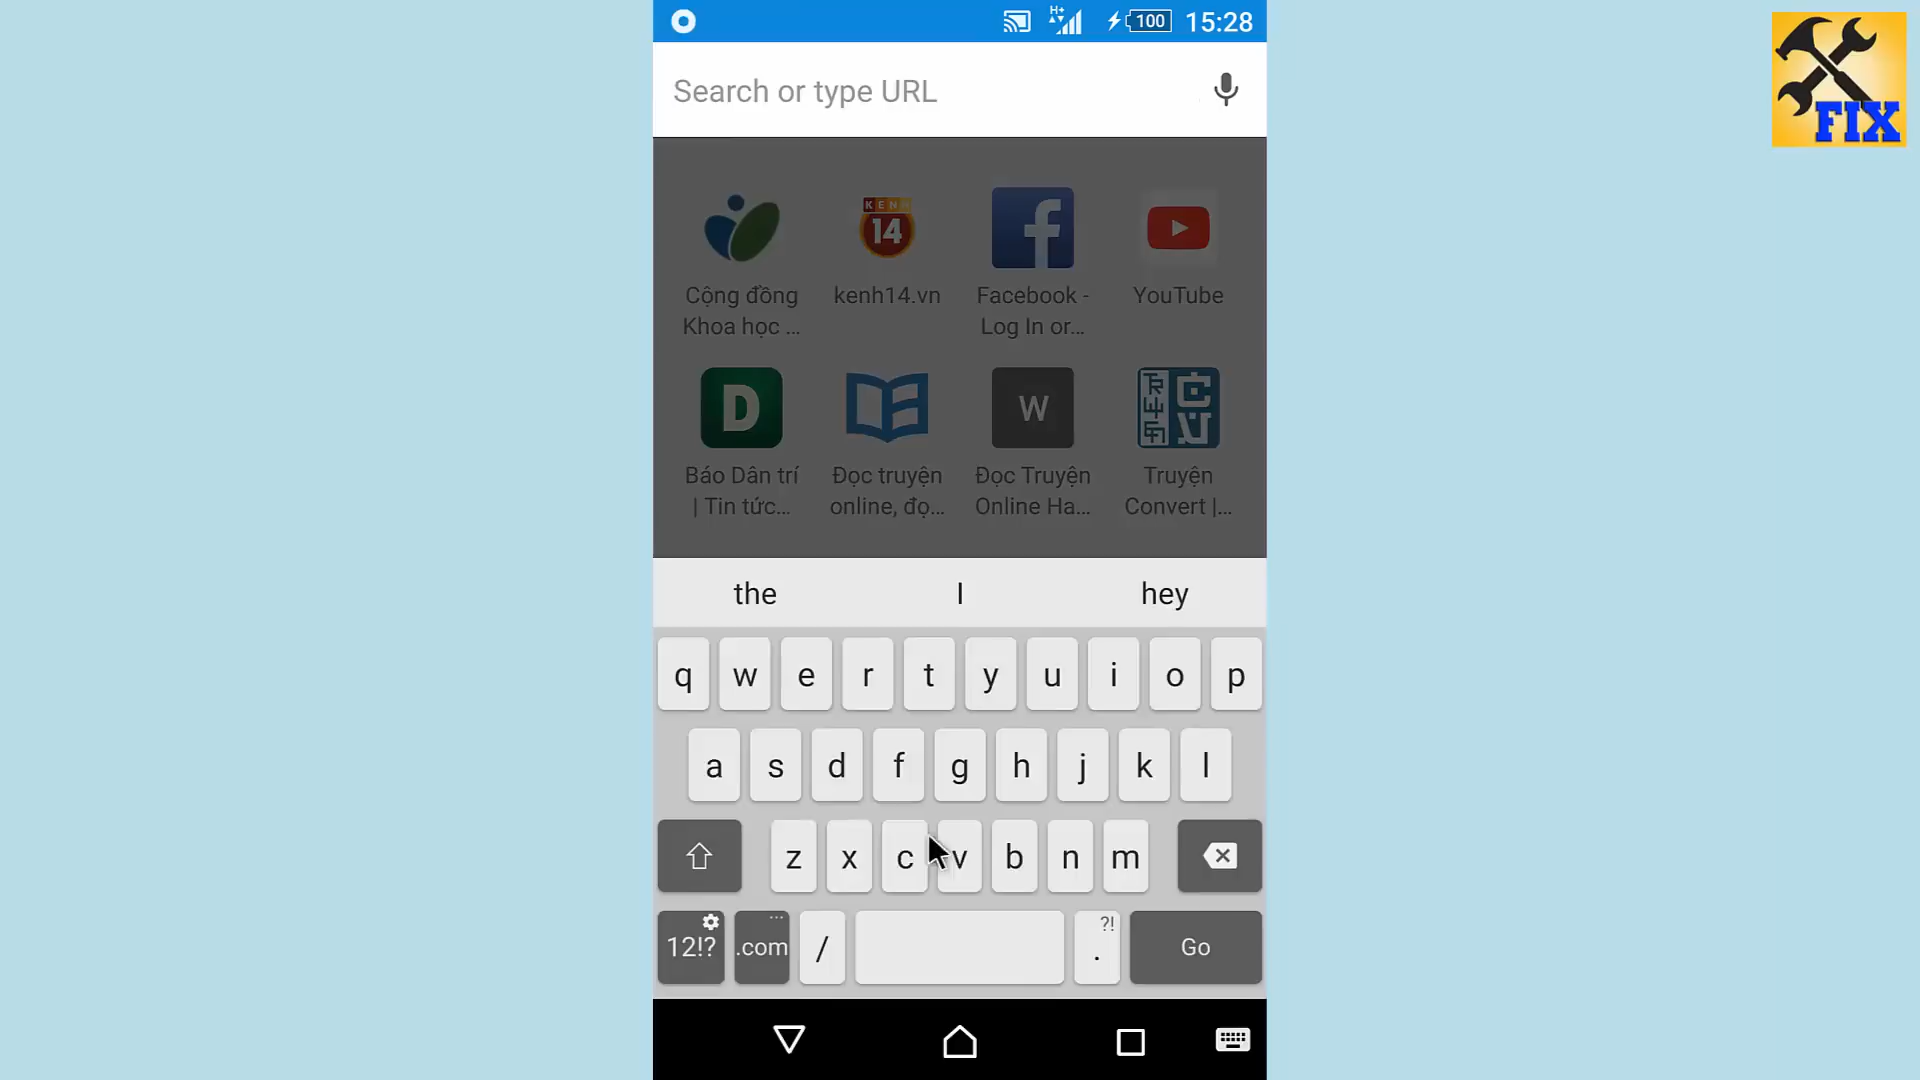 H+
100
15:28
FIX
Search or type URL
KENH
14
Cộng đồng
Khoa học ...
kenh14.vn
Facebook -
Log In or...
YouTube
D
W
Báo Dân trí
| Tin tức...
Đọc truyện
online, đọ...
Đọc Truyện
Online Ha...
Truyện
Convert |...
the I hey
q w e r t y u i o p
a s d f g h j k l
z x c v b n m
12!? .com / ?! . Go